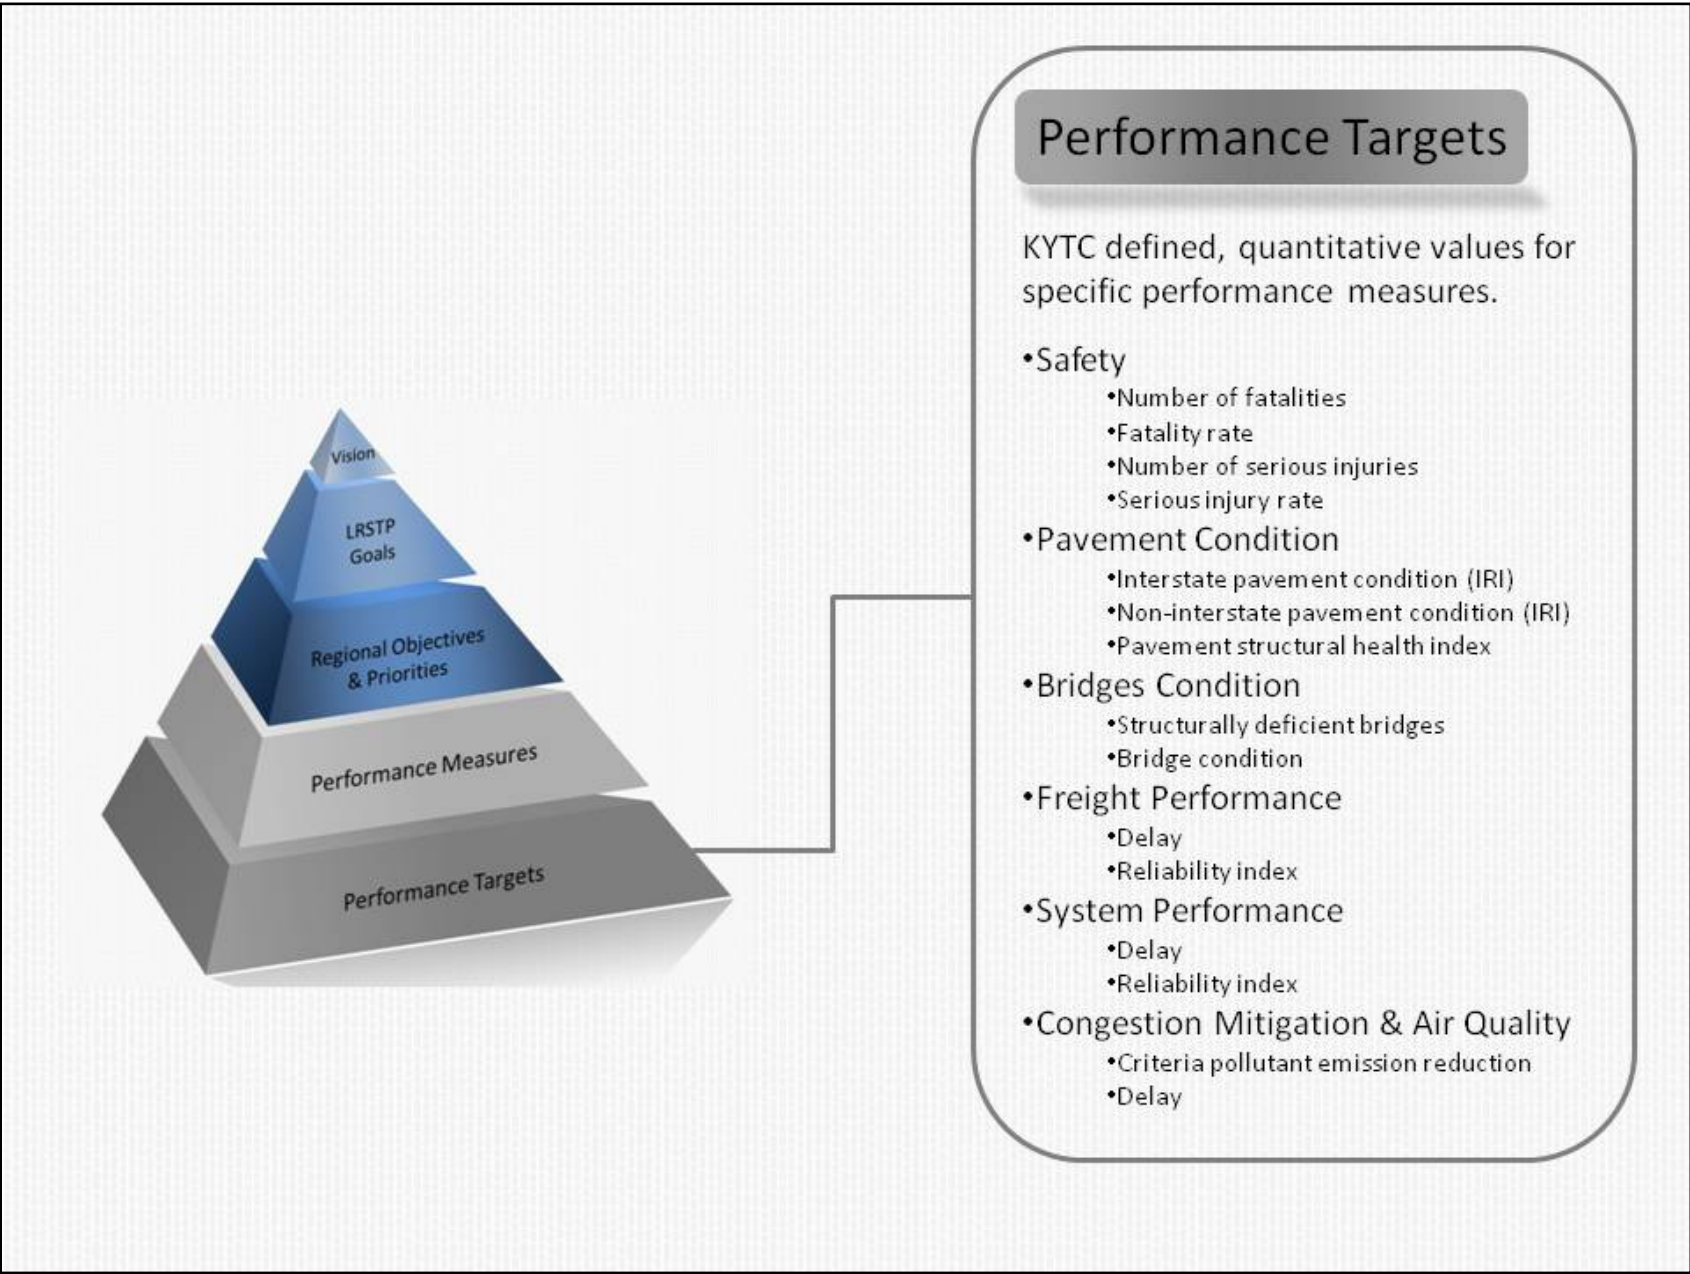 Performance Targets
KYTC defined, quantitative values for
specific performance measures.
•Safety
•Number of fatalities
•Fatality rate
•Number of serious injuries
•Serious injury rate
•Pavement Condition
•Interstate pavement condition (IRI)
•Non-interstate pavement condition (IRI)
•Pavement structural health index
•Bridges Condition
•Structurally deficient bridges
•Bridge condition
•Freight Performance
•Delay
•Reliability index
•System Performance
•Delay
•Reliability index
•Congestion Mitigation & Air Quality
•Criteria pollutant emission reduction
•Delay
Vision
LRSTP
Goals
Regional Objectives
& Priorities
Performance Measures
Performance Targets